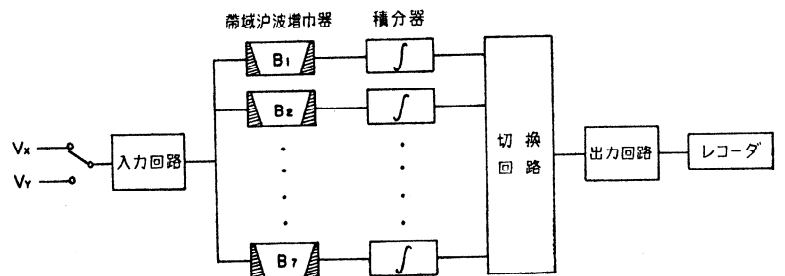 帯域沪波増巾器
積分器
B₁
∫
B₂
∫
Vx
入力回路
切換
回路
出力回路
レコーダ
VY
B₇
∫